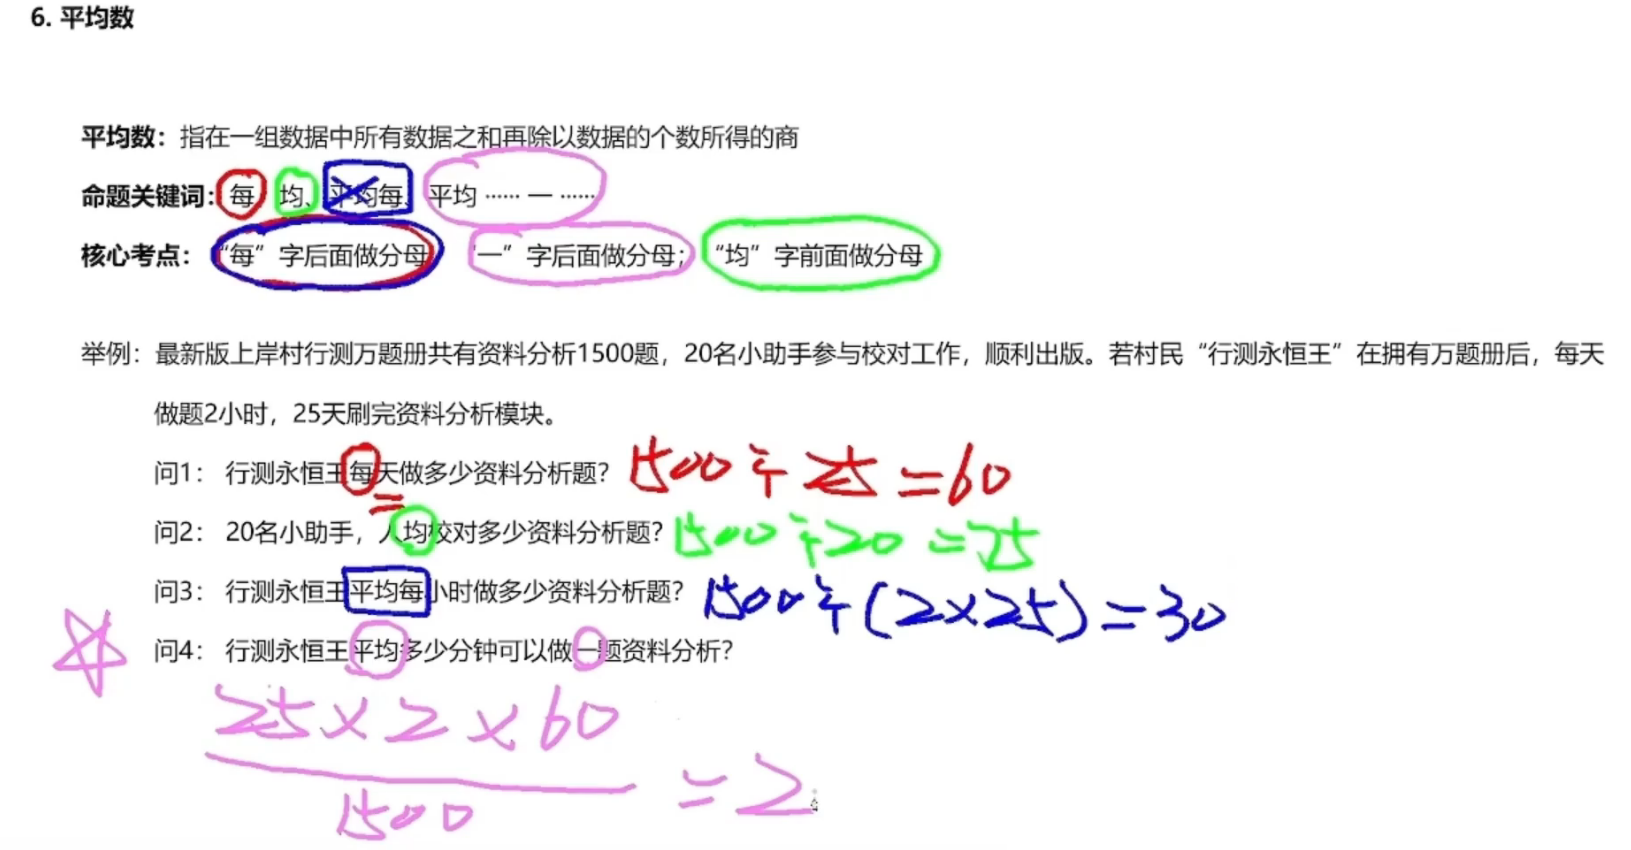 6. 平均数
平均数：指在一组数据中所有数据之和再除以数据的个数所得的商
命题关键词：每、均、平均每、平均 ······ 一 ······
核心考点：“每”字后面做分母 “一”字后面做分母；“均”字前面做分母
举例：最新版上岸村行测万题册共有资料分析1500题，20名小助手参与校对工作，顺利出版。若村民“行测永恒王”在拥有万题册后，每天
做题2小时，25天刷完资料分析模块。
问1： 行测永恒王每天做多少资料分析题？ 1500÷25=60
问2： 20名小助手，人均校对多少资料分析题？ 1500÷20=75
问3： 行测永恒王平均每小时做多少资料分析题？ 1500÷(2×25)=30
问4： 行测永恒王平均多少分钟可以做一题资料分析？
25×2×60
=2
1500